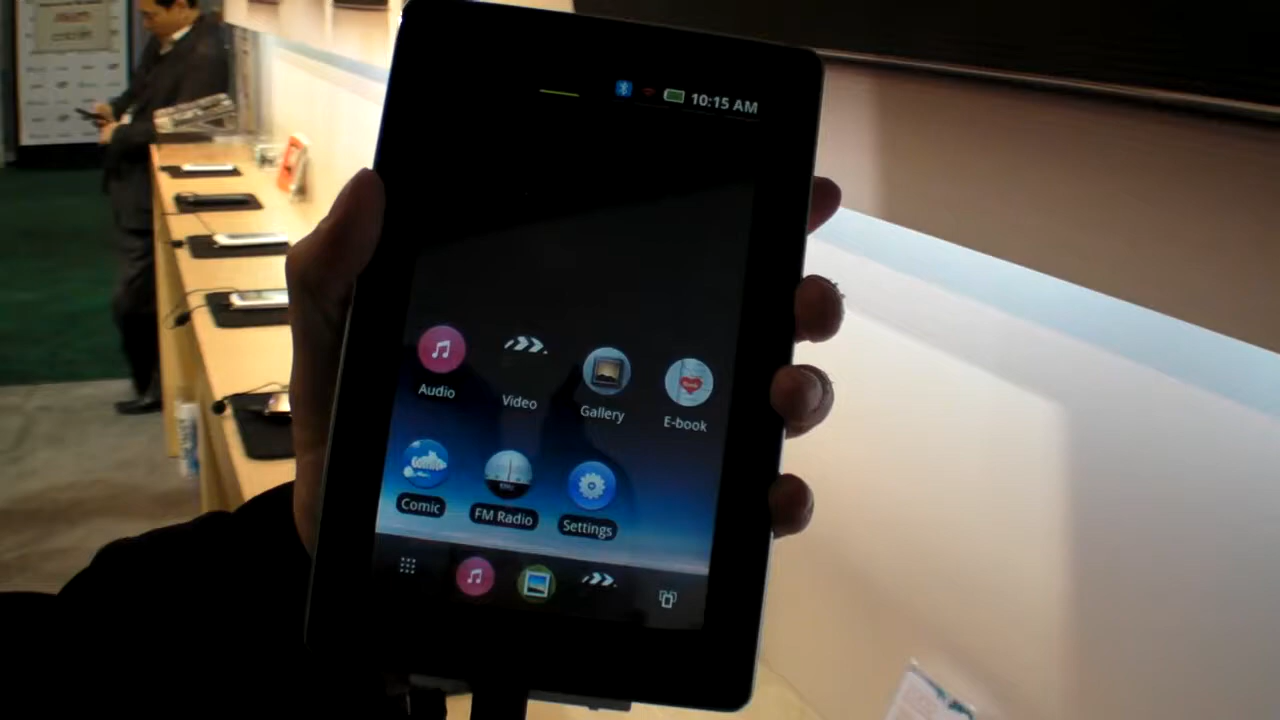 10:15 AM
Audio
Video
Gallery
E-book
Comic
FM Radio
Settings